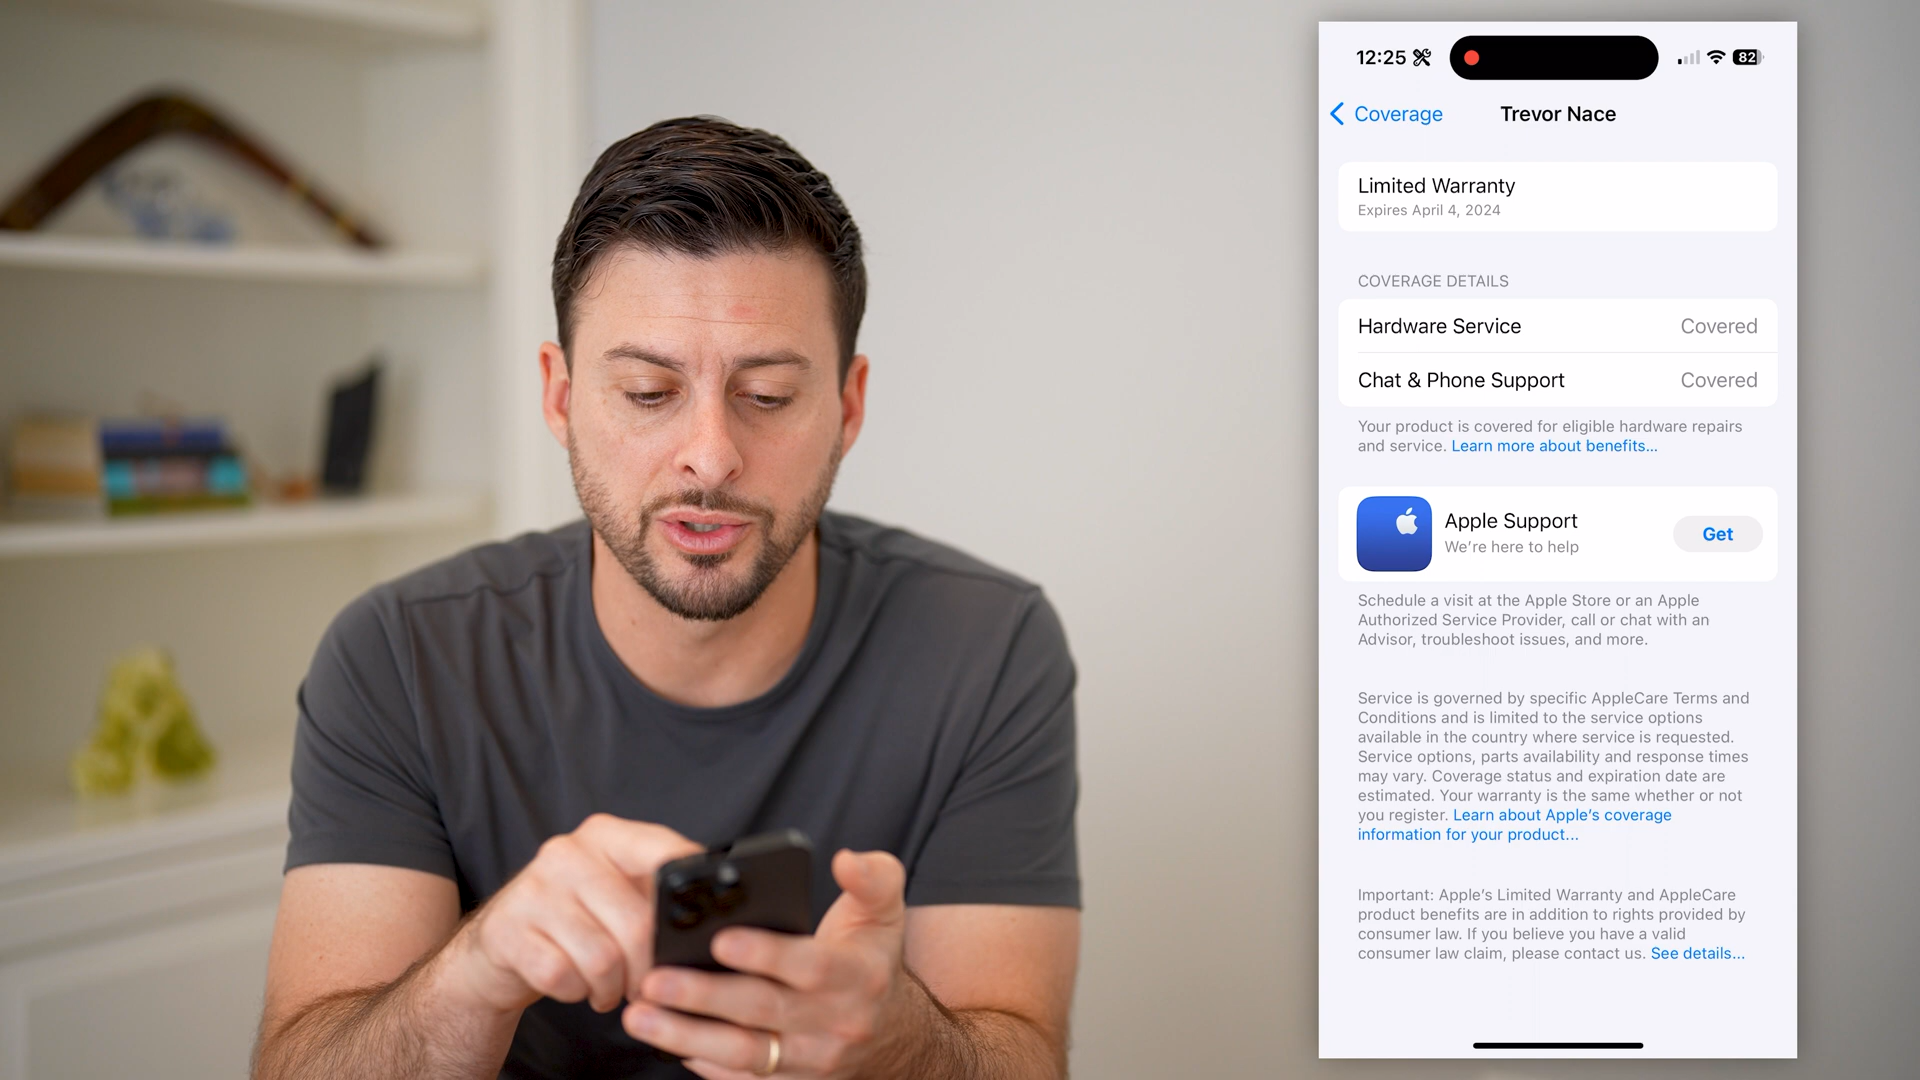 12:25
82
Coverage
Trevor Nace
Limited Warranty
Expires April 4, 2024
COVERAGE DETAILS
Hardware Service Covered
Chat & Phone Support Covered
Your product is covered for eligible hardware repairs
and service. Learn more about benefits...
Apple Support
We're here to help
Get
Schedule a visit at the Apple Store or an Apple
Authorized Service Provider, call or chat with an
Advisor, troubleshoot issues, and more.
Service is governed by specific AppleCare Terms and
Conditions and is limited to the service options
available in the country where service is requested.
Service options, parts availability and response times
may vary. Coverage status and expiration date are
estimated. Your warranty is the same whether or not
you register. Learn about Apple's coverage
information for your product...
Important: Apple's Limited Warranty and AppleCare
product benefits are in addition to rights provided by
consumer law. If you believe you have a valid
consumer law claim, please contact us. See details...